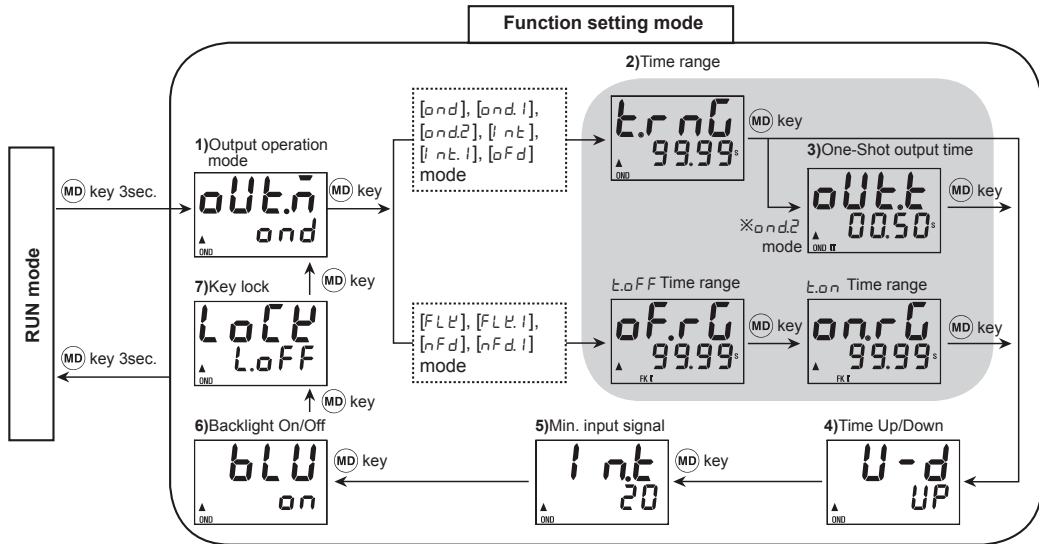 Function setting mode
RUN mode
MD key 3sec.
MD key 3sec.
1)Output operation
mode
oUt.m
ond
OND
MD key
[ond], [ond.1],
[ond.2], [Int],
[Int.1], [oFd]
mode
2)Time range
t.rnG
99.99s
OND
MD key
3)One-Shot output time
oUt.t
00.50s
OND
※ond.2
mode
MD key
[FLK], [FLK.1],
[nFd], [nFd.1]
mode
t.oFF Time range
oF.rG
99.99s
FK
MD key
t.on Time range
on.rG
99.99s
FK
MD key
4)Time Up/Down
U-d
UP
OND
MD key
5)Min. input signal
In.t
20
OND
MD key
6)Backlight On/Off
bLU
on
OND
MD key
7)Key lock
LoCK
L.oFF
OND
MD key